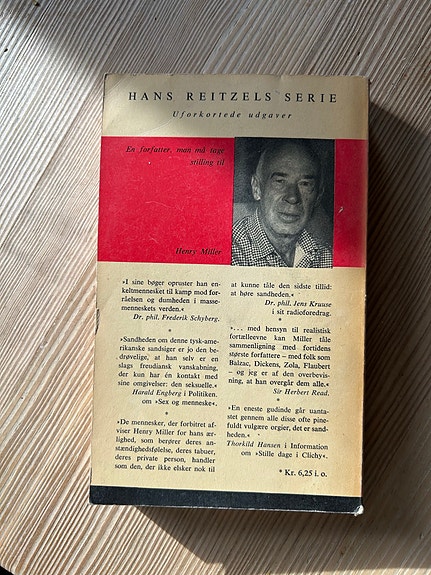 HANS REITZELS SERIE
Uforkortede udgaver
En forfatter, man må tage
stilling til
Henry Miller
»I sine bøger opruster han en-
keltmennesket til kamp mod for-
råelsen og dumheden i masse-
menneskets verden.«
Dr. phil. Frederik Schyberg.
*
»Sandheden om denne tysk-ame-
rikanske sandsiger er jo den be-
drøvelige, at han selv er en
slags freudiansk vanskabning,
der kun har én kontakt med
sine omgivelser: den seksuelle.«
Harald Engberg i Politiken.
om »Sex og menneske«.
*
»De mennesker, der forbitret af-
viser Henry Miller for hans ær-
lighed, som berører deres an-
stændighedsfølelse, deres tabuer,
deres private person, handler
som den, der ikke elsker nok til
at kunne tåle den sidste tillid:
at høre sandheden.«
Dr. phil. Jens Kruuse
i sit radioforedrag.
*
»... med hensyn til realistisk
fortælleevne kan Miller tåle
sammenligning med fortidens
største forfattere – med folk som
Balzac, Dickens, Zola, Flaubert
– og jeg er af den overbevis-
ning, at han overgår dem alle.«
Sir Herbert Read.
*
»En eneste gudinde går uanta-
stet gennem alle disse ofte pine-
fuldt vulgære orgier, det er sand-
heden.«
Thorkild Hansen i Information
om »Stille dage i Clichy«.
* Kr. 6,25 i. o.